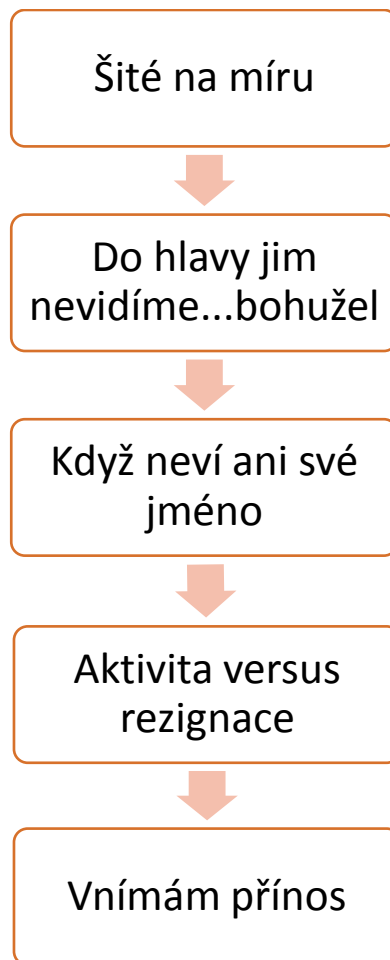 Šité na míru
Do hlavy jim
nevidíme...bohužel
Když neví ani své
jméno
Aktivita versus
rezignace
Vnímám přínos